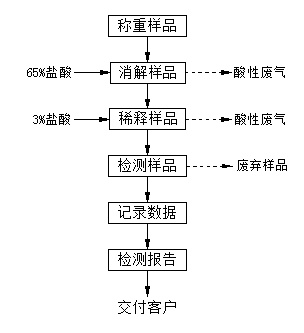 称重样品
65%盐酸
消解样品
酸性废气
3%盐酸
稀释样品
酸性废气
检测样品
废弃样品
记录数据
检测报告
交付客户